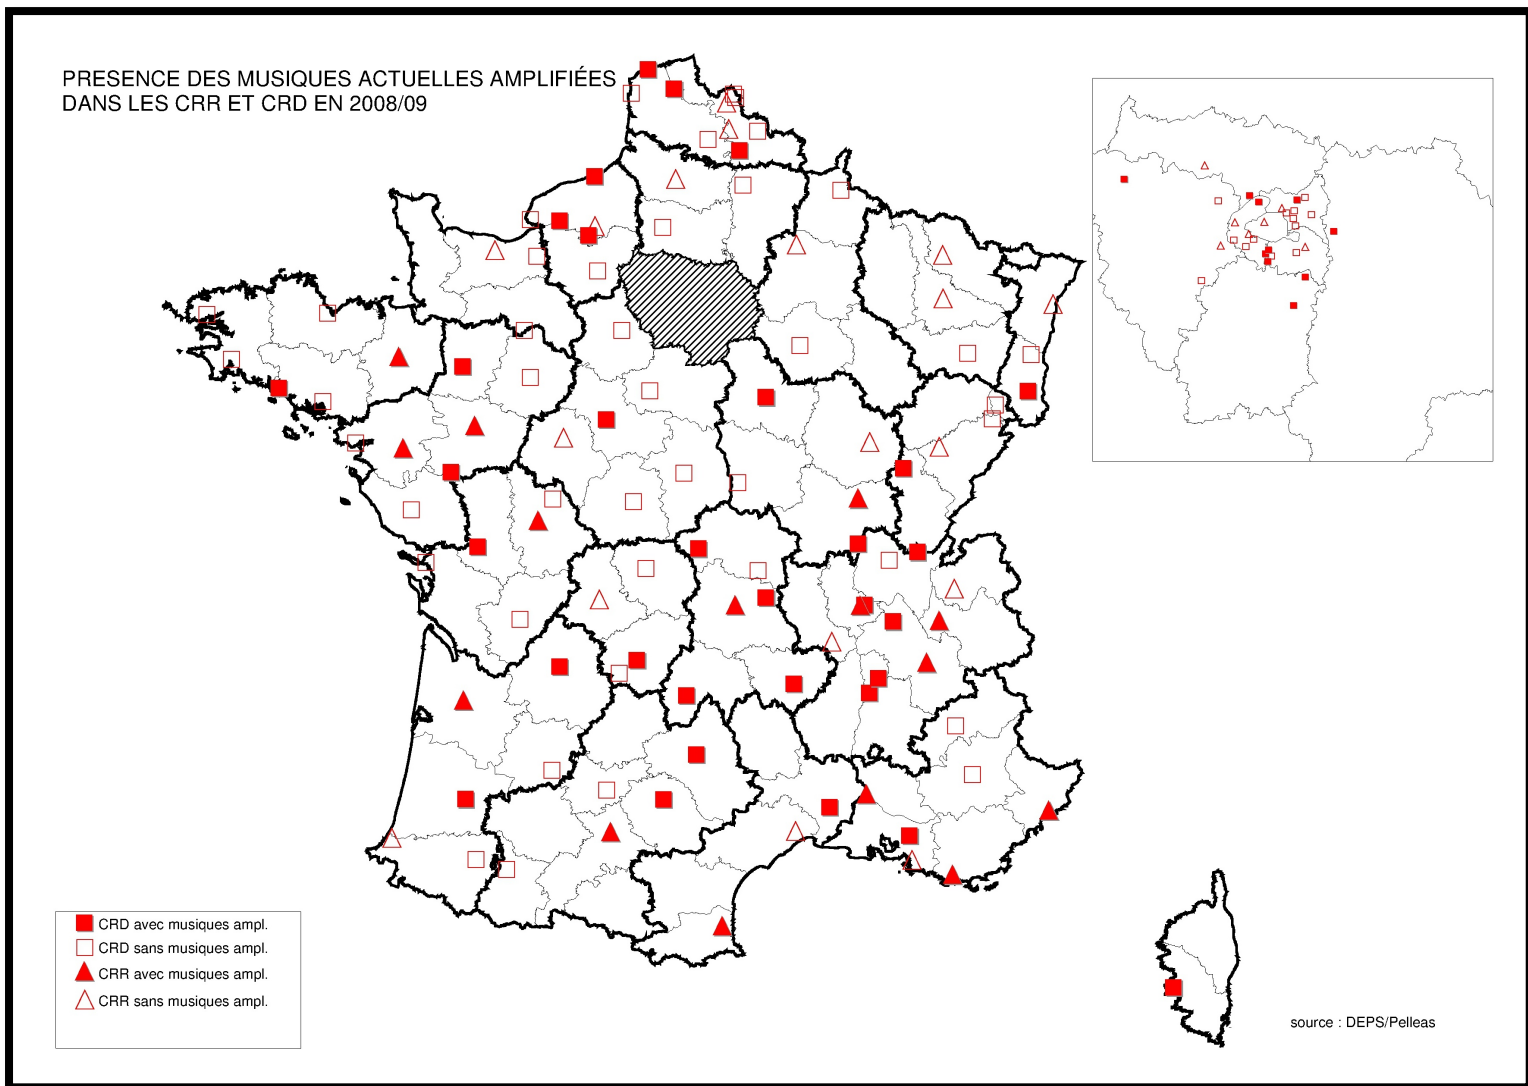 PRESENCE DES MUSIQUES ACTUELLES AMPLIFIÉES
DANS LES CRR ET CRD EN 2008/09
CRD avec musiques ampl.
CRD sans musiques ampl.
CRR avec musiques ampl.
CRR sans musiques ampl.
source : DEPS/Pelleas